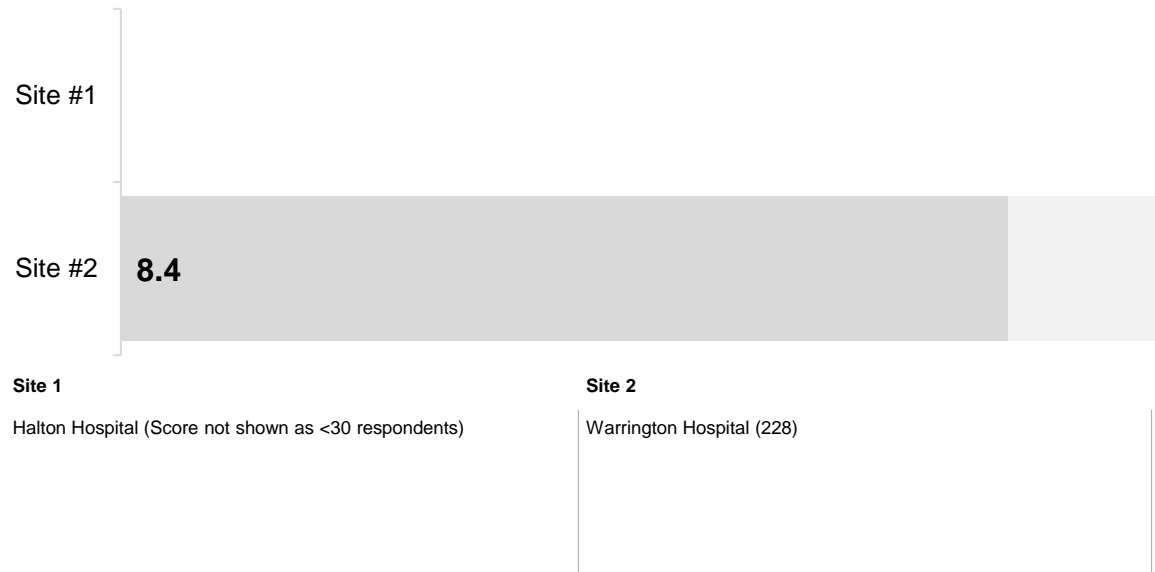 Site #1
Site #2
8.4
Site 1
Halton Hospital (Score not shown as <30 respondents)
Site 2
Warrington Hospital (228)